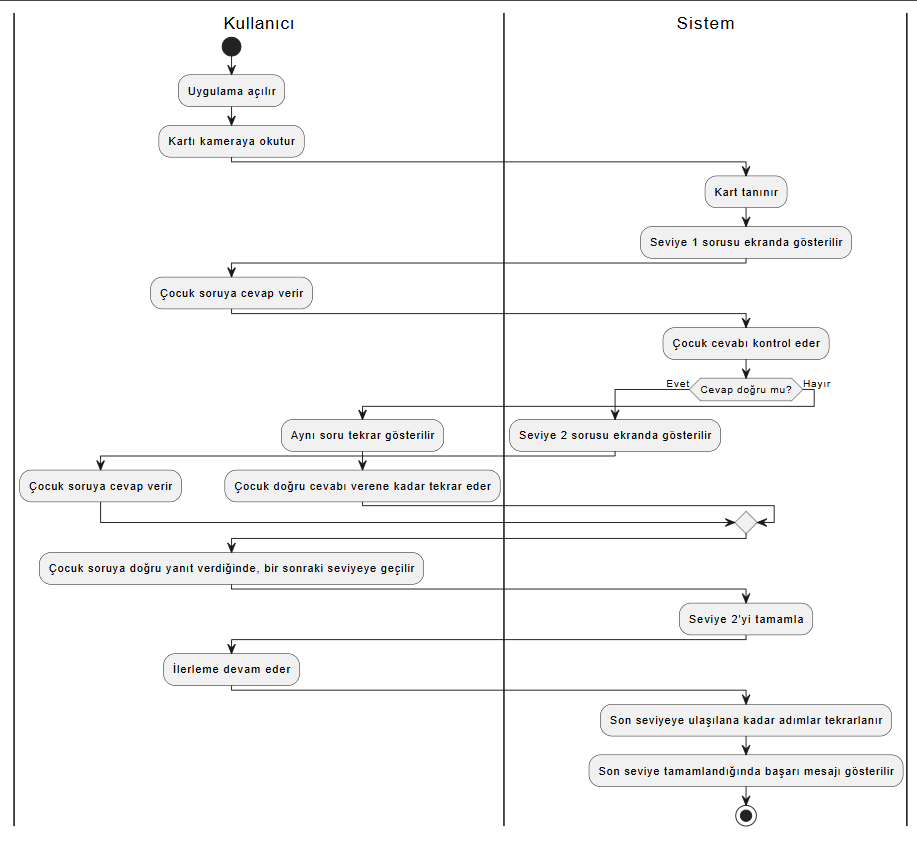 Kullanıcı
Sistem
Uygulama açılır
Kartı kameraya okutur
Kart tanınır
Seviye 1 sorusu ekranda gösterilir
Çocuk soruya cevap verir
Çocuk cevabı kontrol eder
Evet
Cevap doğru mu?
Hayır
Aynı soru tekrar gösterilir
Seviye 2 sorusu ekranda gösterilir
Çocuk soruya cevap verir
Çocuk doğru cevabı verene kadar tekrar eder
Çocuk soruya doğru yanıt verdiğinde, bir sonraki seviyeye geçilir
Seviye 2'yi tamamla
İlerleme devam eder
Son seviyeye ulaşılana kadar adımlar tekrarlanır
Son seviye tamamlandığında başarı mesajı gösterilir